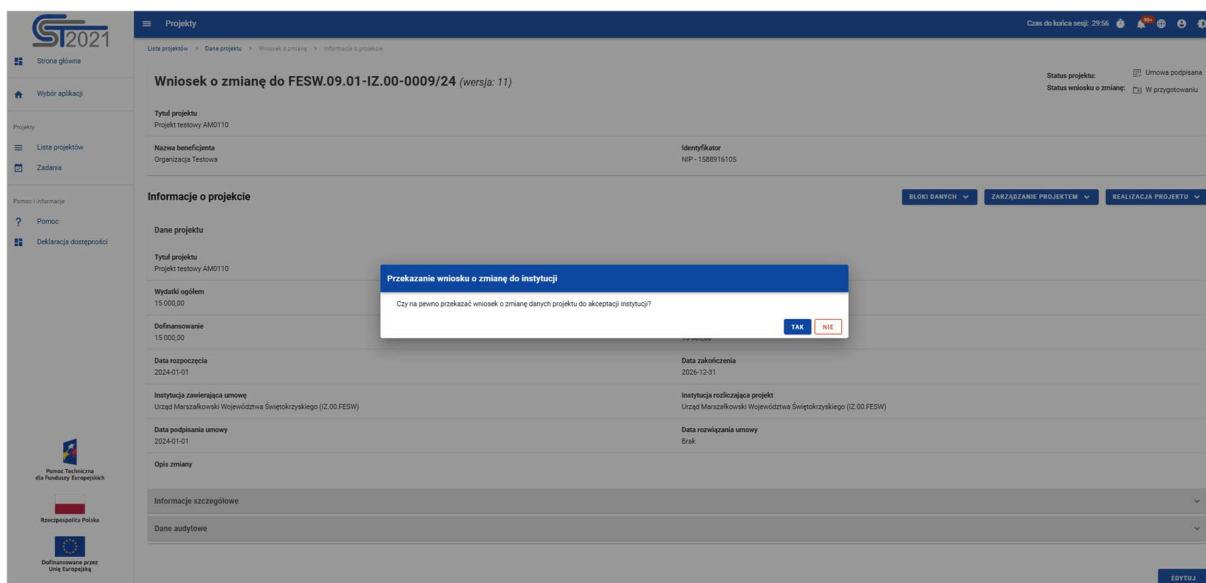 CST2021
Projekty
Czas do końca sesji: 29:56
99+
Lista projektów > Dane projektu > Wniosek o zmianę > Informacje o projekcie
Strona główna
Wybór aplikacji
Projekty
Lista projektów
Zadania
Pomoc i informacje
Pomoc
Deklaracja dostępności
Wniosek o zmianę do FESW.09.01-IZ.00-0009/24 (wersja: 11)
Status projektu: Umowa podpisana
Status wniosku o zmianę: W przygotowaniu
Tytuł projektu
Projekt testowy AM0110
Nazwa beneficjenta
Organizacja Testowa
Identyfikator
NIP - 1588916105
Informacje o projekcie
BLOKI DANYCH
ZARZĄDZANIE PROJEKTEM
REALIZACJA PROJEKTU
Dane projektu
Tytuł projektu
Projekt testowy AM0110
Przekazanie wniosku o zmianę do instytucji
Czy na pewno przekazać wniosek o zmianę danych projektu do akceptacji instytucji?
TAK
NIE
Wydatki ogółem
15 000,00
Dofinansowanie
15 000,00
Data rozpoczęcia
2024-01-01
Data zakończenia
2026-12-31
Instytucja zawierająca umowę
Urząd Marszałkowski Województwa Świętokrzyskiego (IZ.00.FESW)
Instytucja rozliczająca projekt
Urząd Marszałkowski Województwa Świętokrzyskiego (IZ.00.FESW)
Data podpisania umowy
2024-01-01
Data rozwiązania umowy
Brak
Opis zmiany
Informacje szczegółowe
Dane audytowe
EDYTUJ
Pomoc Techniczna
dla Funduszy Europejskich
Rzeczpospolita Polska
Dofinansowane przez
Unię Europejską